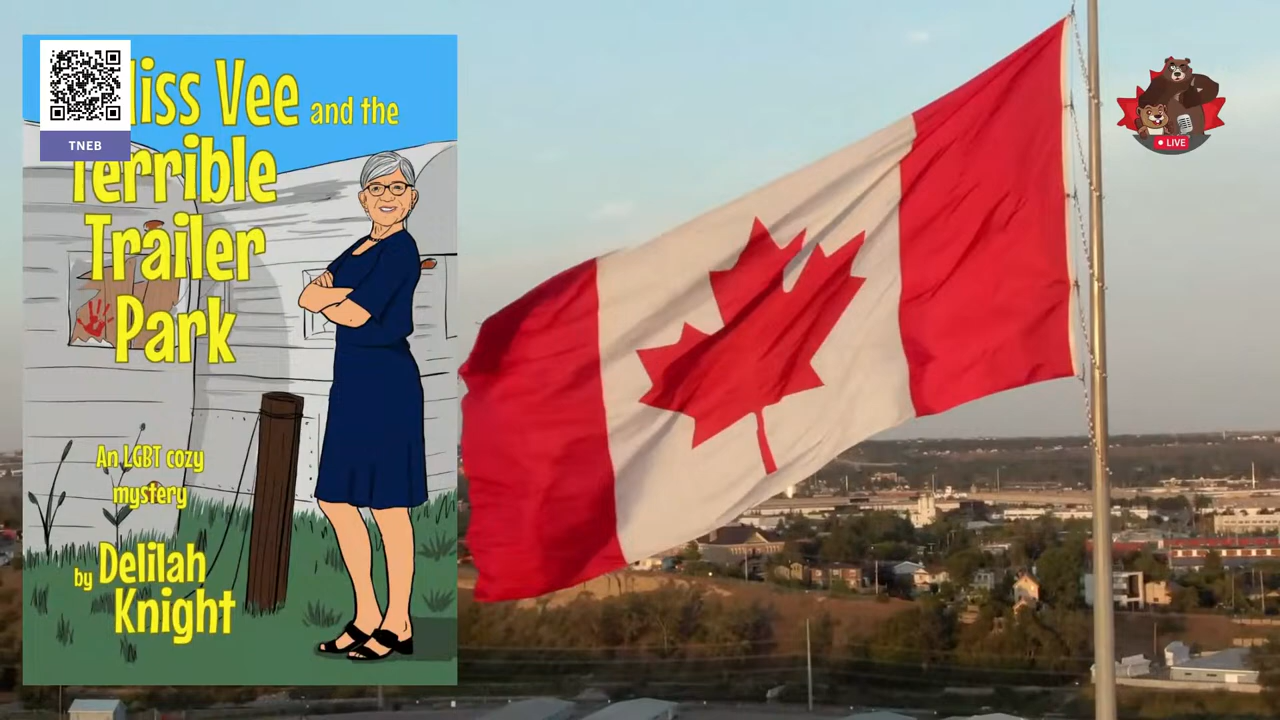 TNEB
iss Vee and the
Terrible
Trailer
Park
An LGBT cozy
mystery
by Delilah
Knight
LIVE